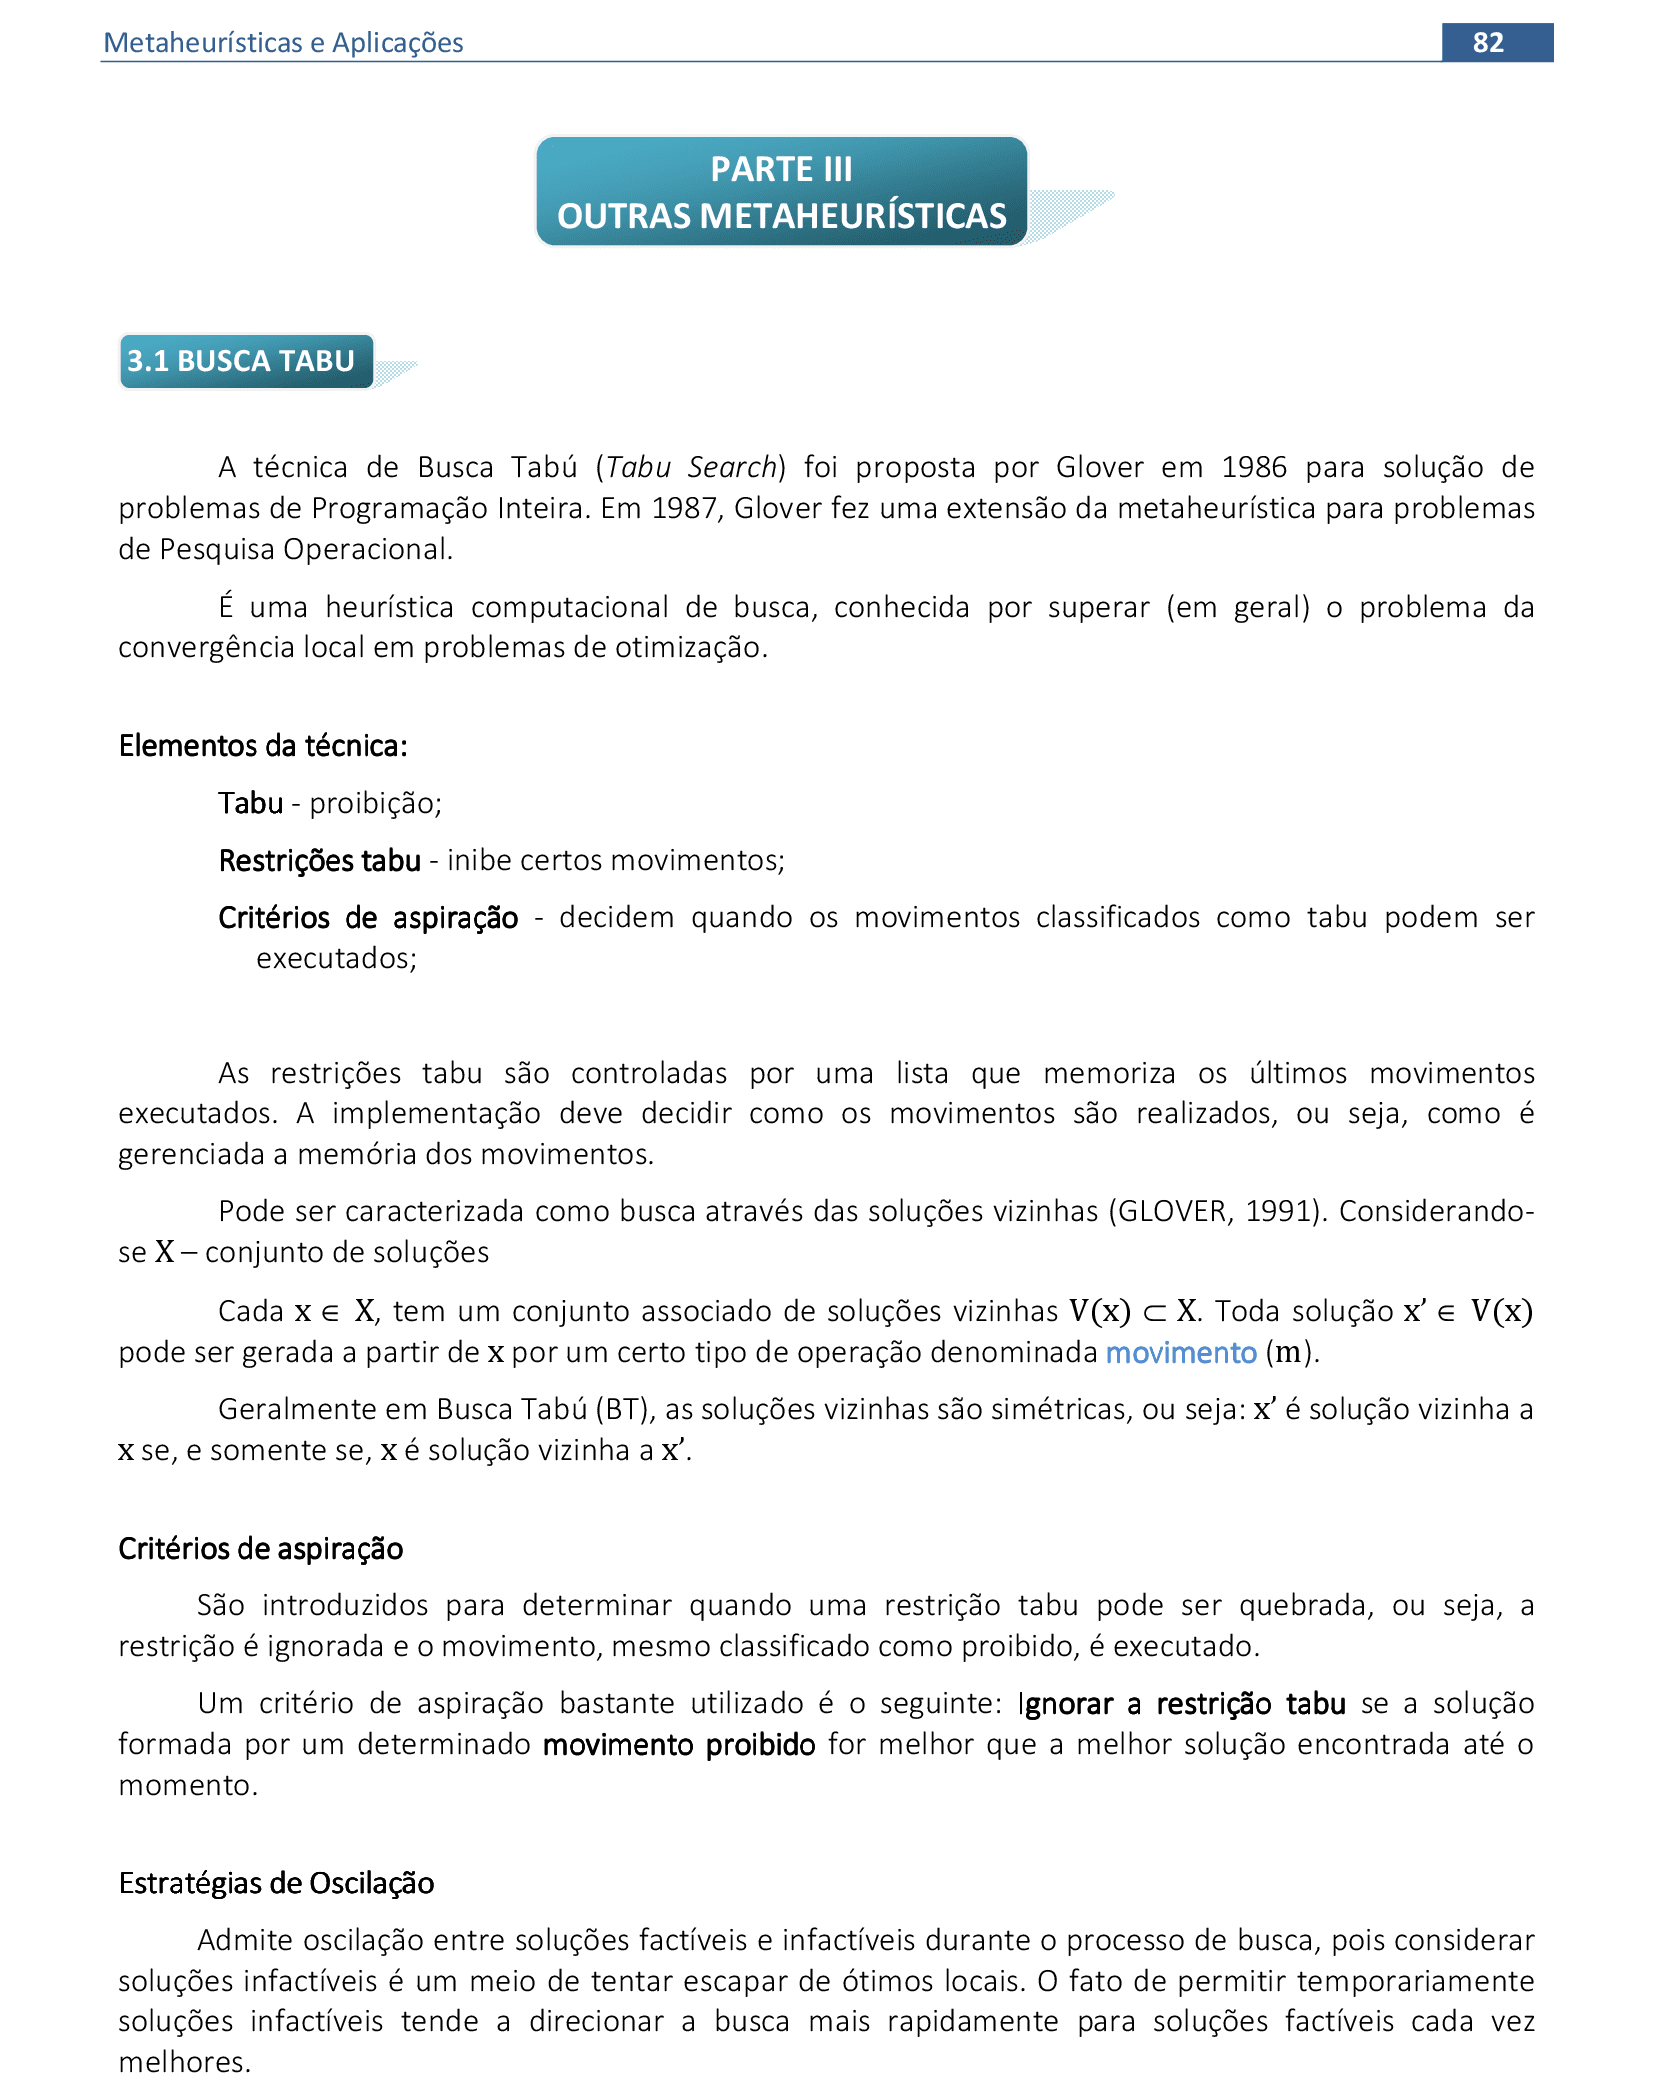 Metaheurísticas e Aplicações 82
PARTE III
OUTRAS METAHEURÍSTICAS
3.1 BUSCA TABU
A técnica de Busca Tabú (Tabu Search) foi proposta por Glover em 1986 para solução de
problemas de Programação Inteira. Em 1987, Glover fez uma extensão da metaheurística para problemas
de Pesquisa Operacional.
É uma heurística computacional de busca, conhecida por superar (em geral) o problema da
convergência local em problemas de otimização.
Elementos da técnica:
Tabu - proibição;
Restrições tabu - inibe certos movimentos;
Critérios de aspiração - decidem quando os movimentos classificados como tabu podem ser
executados;
As restrições tabu são controladas por uma lista que memoriza os últimos movimentos
executados. A implementação deve decidir como os movimentos são realizados, ou seja, como é
gerenciada a memória dos movimentos.
Pode ser caracterizada como busca através das soluções vizinhas (GLOVER, 1991). Considerando-
se X – conjunto de soluções
Cada x ∈ X, tem um conjunto associado de soluções vizinhas V(x) ⊂ X. Toda solução x’ ∈ V(x)
pode ser gerada a partir de x por um certo tipo de operação denominada movimento (m).
Geralmente em Busca Tabú (BT), as soluções vizinhas são simétricas, ou seja: x’ é solução vizinha a
x se, e somente se, x é solução vizinha a x’.
Critérios de aspiração
São introduzidos para determinar quando uma restrição tabu pode ser quebrada, ou seja, a
restrição é ignorada e o movimento, mesmo classificado como proibido, é executado.
Um critério de aspiração bastante utilizado é o seguinte: Ignorar a restrição tabu se a solução
formada por um determinado movimento proibido for melhor que a melhor solução encontrada até o
momento.
Estratégias de Oscilação
Admite oscilação entre soluções factíveis e infactíveis durante o processo de busca, pois considerar
soluções infactíveis é um meio de tentar escapar de ótimos locais. O fato de permitir temporariamente
soluções infactíveis tende a direcionar a busca mais rapidamente para soluções factíveis cada vez
melhores.